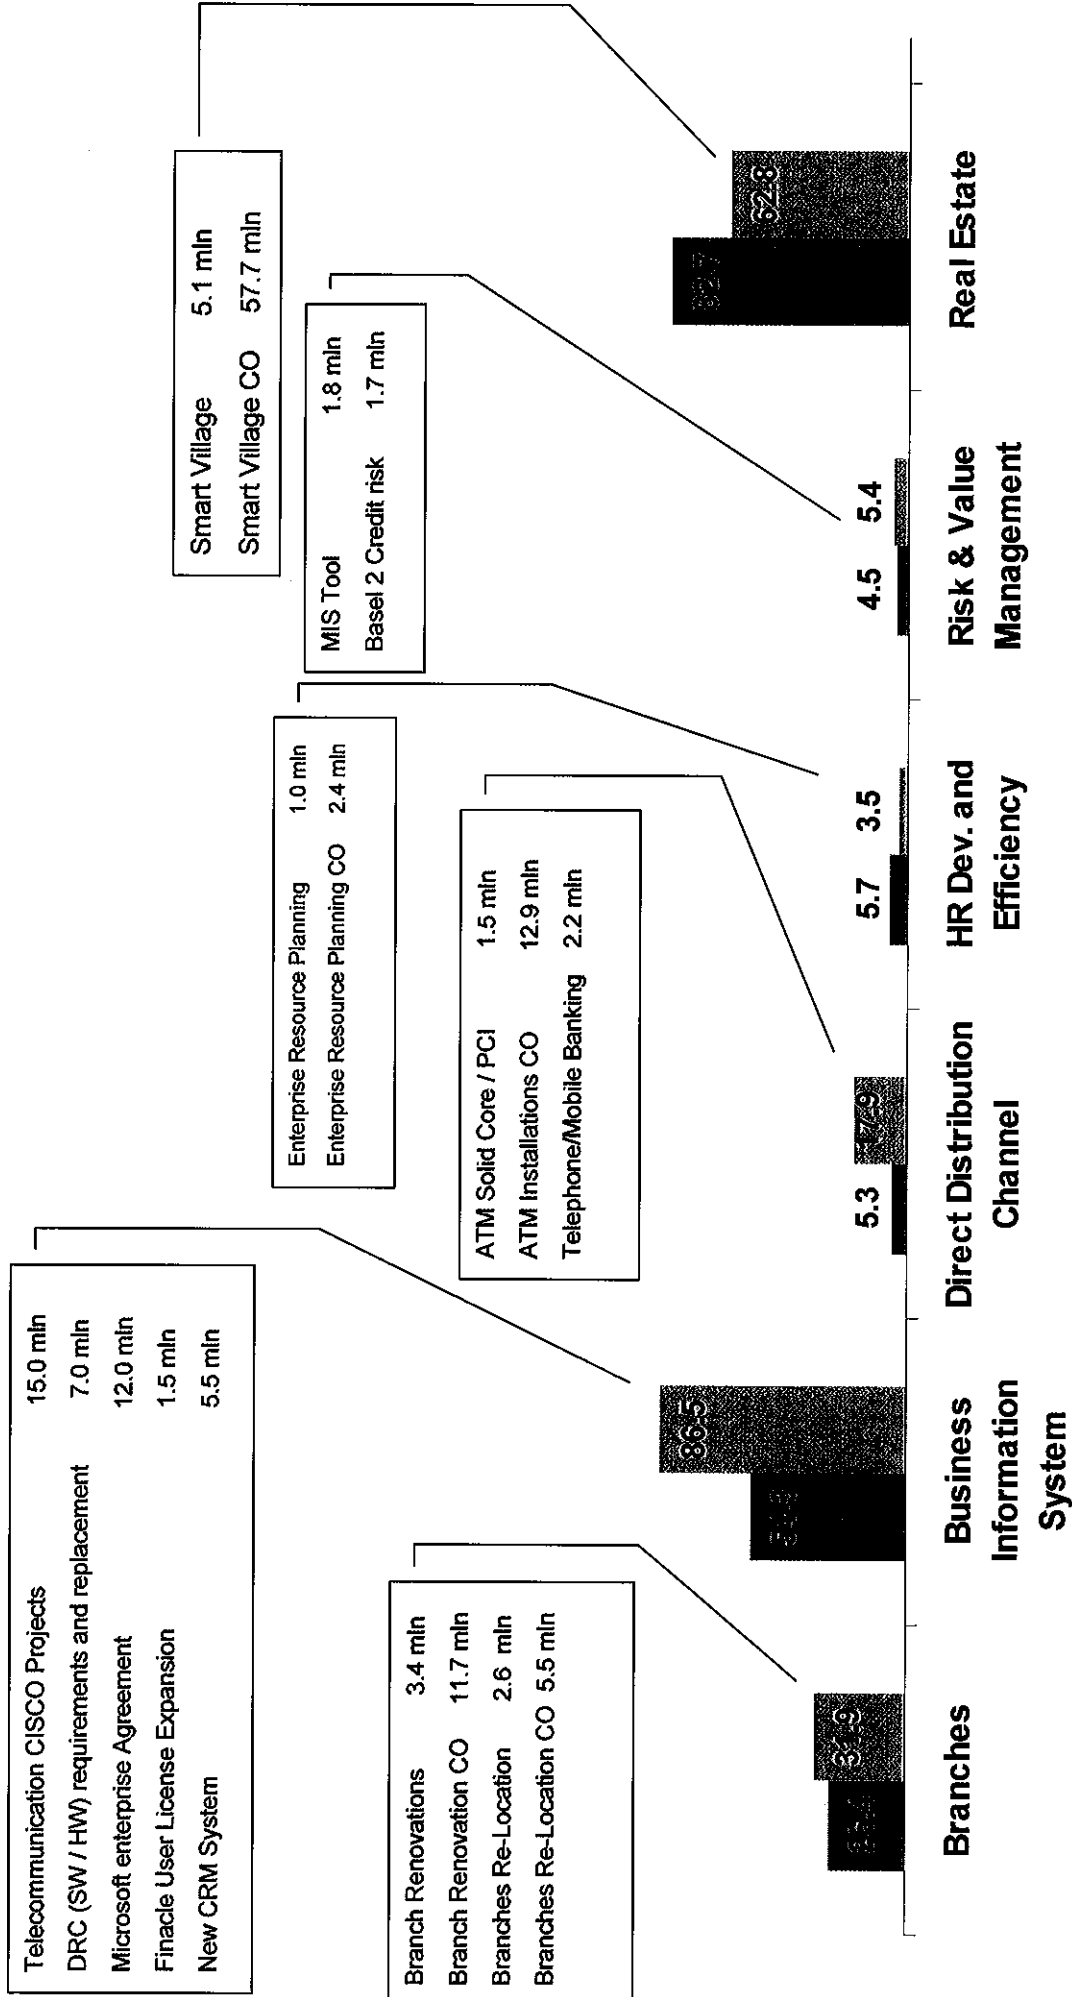 Telecommunication CISCO Projects 15.0 mln
DRC (SW / HW) requirements and replacement 7.0 mln
Microsoft enterprise Agreement 12.0 mln
Finacle User License Expansion 1.5 mln
New CRM System 5.5 mln
Branch Renovations 3.4 mln
Branch Renovation CO 11.7 mln
Branches Re-Location 2.6 mln
Branches Re-Location CO 5.5 mln
Enterprise Resource Planning 1.0 mln
Enterprise Resource Planning CO 2.4 mln
ATM Solid Core / PCI 1.5 mln
ATM Installations CO 12.9 mln
Telephone/Mobile Banking 2.2 mln
Smart Village 5.1 mln
Smart Village CO 57.7 mln
MIS Tool 1.8 mln
Basel 2 Credit risk 1.7 mln
86.5
5.3
17.9
5.7
3.5
4.5
5.4
62.8
Branches
Business
Information
System
Direct Distribution
Channel
HR Dev. and
Efficiency
Risk & Value
Management
Real Estate